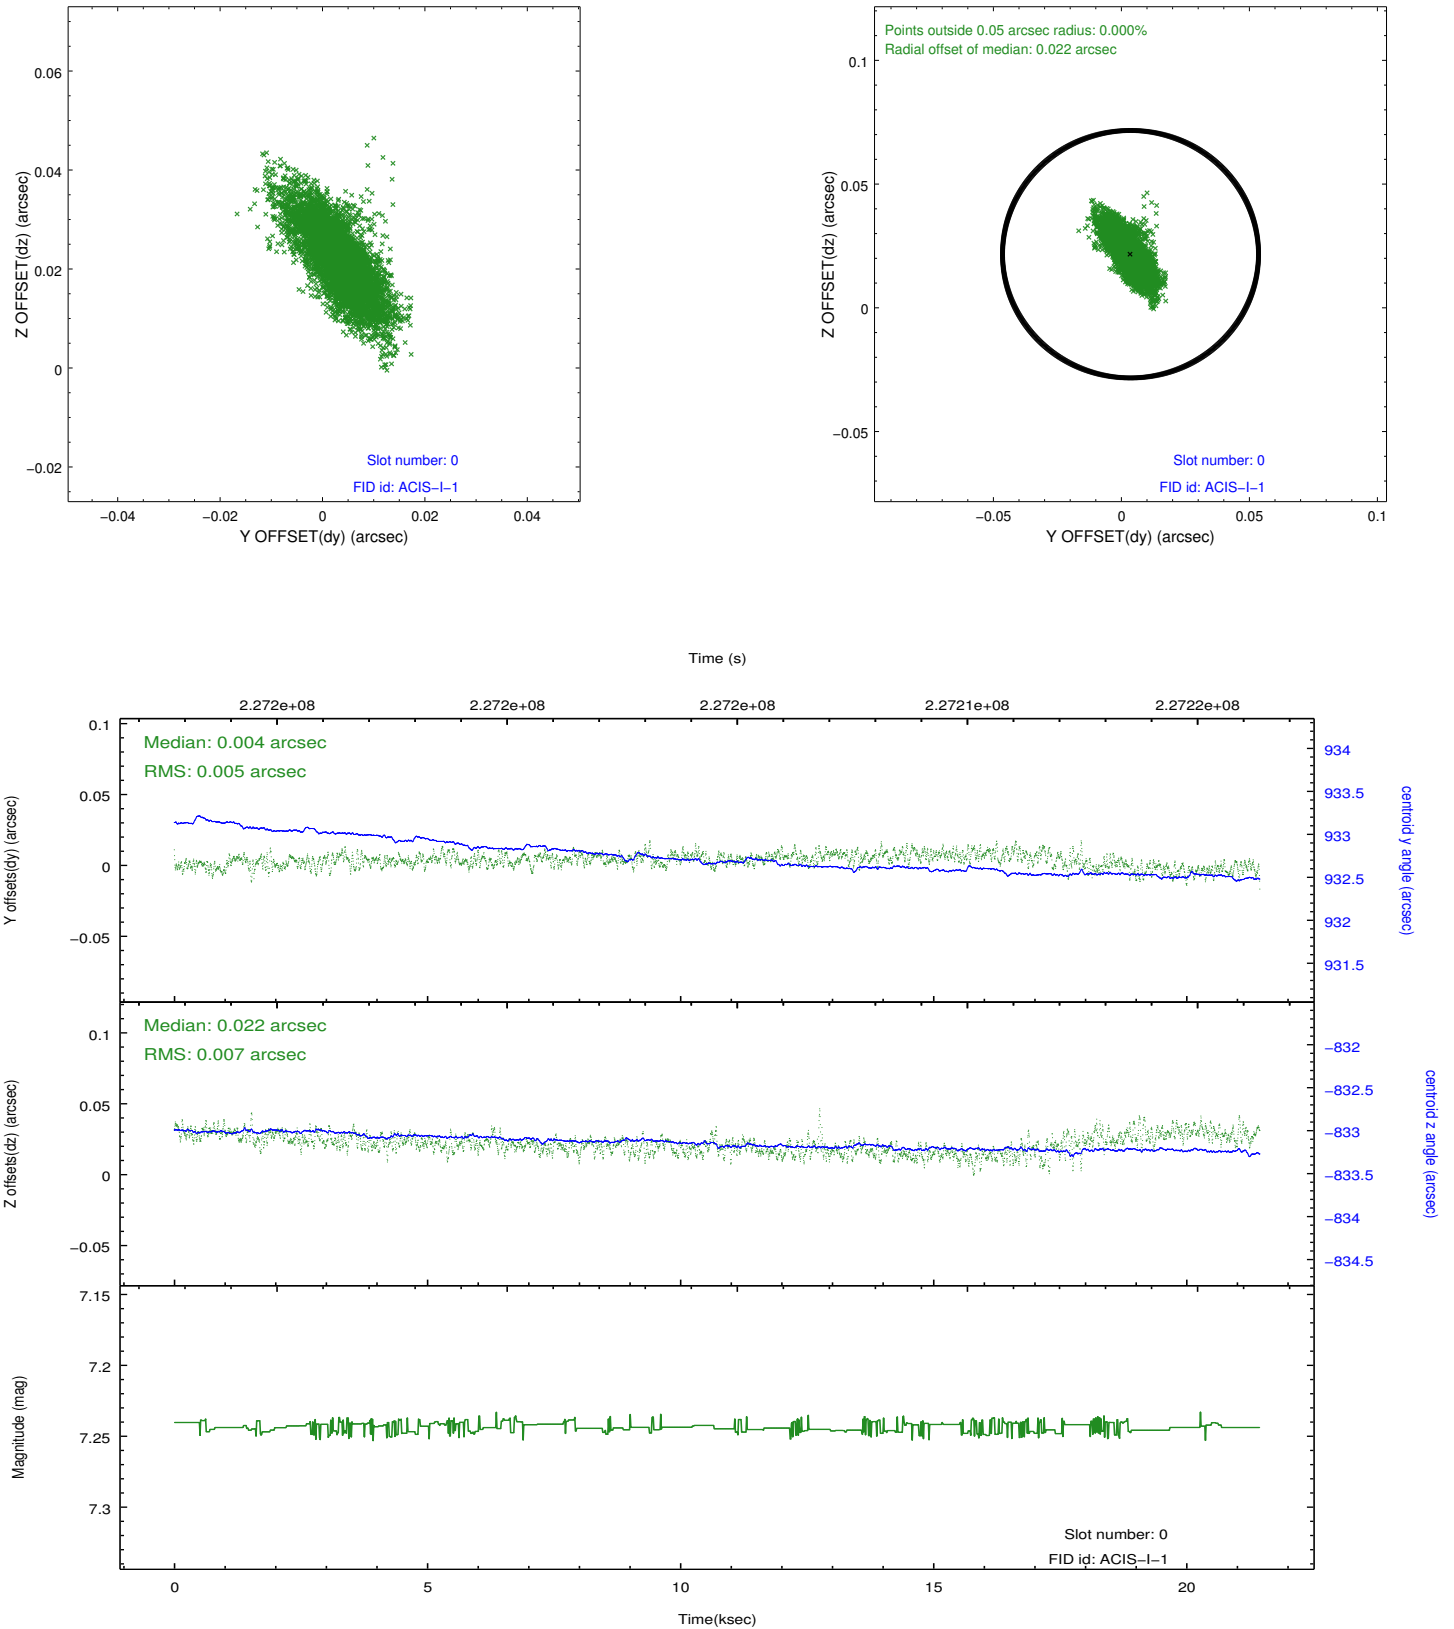 0.06
0.04
0.02
0
−0.02
Z OFFSET(dz) (arcsec)
Slot number: 0
FID id: ACIS−I−1
−0.04
−0.02
0
0.02
0.04
Y OFFSET(dy) (arcsec)
Points outside 0.05 arcsec radius: 0.000%
Radial offset of median: 0.022 arcsec
0.1
0.05
0
−0.05
Z OFFSET(dz) (arcsec)
Slot number: 0
FID id: ACIS−I−1
−0.05
0
0.05
0.1
Y OFFSET(dy) (arcsec)
Time (s)
2.272e+08
2.272e+08
2.272e+08
2.2721e+08
2.2722e+08
Median: 0.004 arcsec
RMS: 0.005 arcsec
0.1
0.05
0
−0.05
Y offsets(dy) (arcsec)
934
933.5
933
932.5
932
931.5
centroid y angle (arcsec)
Median: 0.022 arcsec
RMS: 0.007 arcsec
0.1
0.05
0
−0.05
Z offsets(dz) (arcsec)
−832
−832.5
−833
−833.5
−834
−834.5
centroid z angle (arcsec)
7.15
7.2
7.25
7.3
Magnitude (mag)
Slot number: 0
FID id: ACIS−I−1
0
5
10
15
20
Time(ksec)